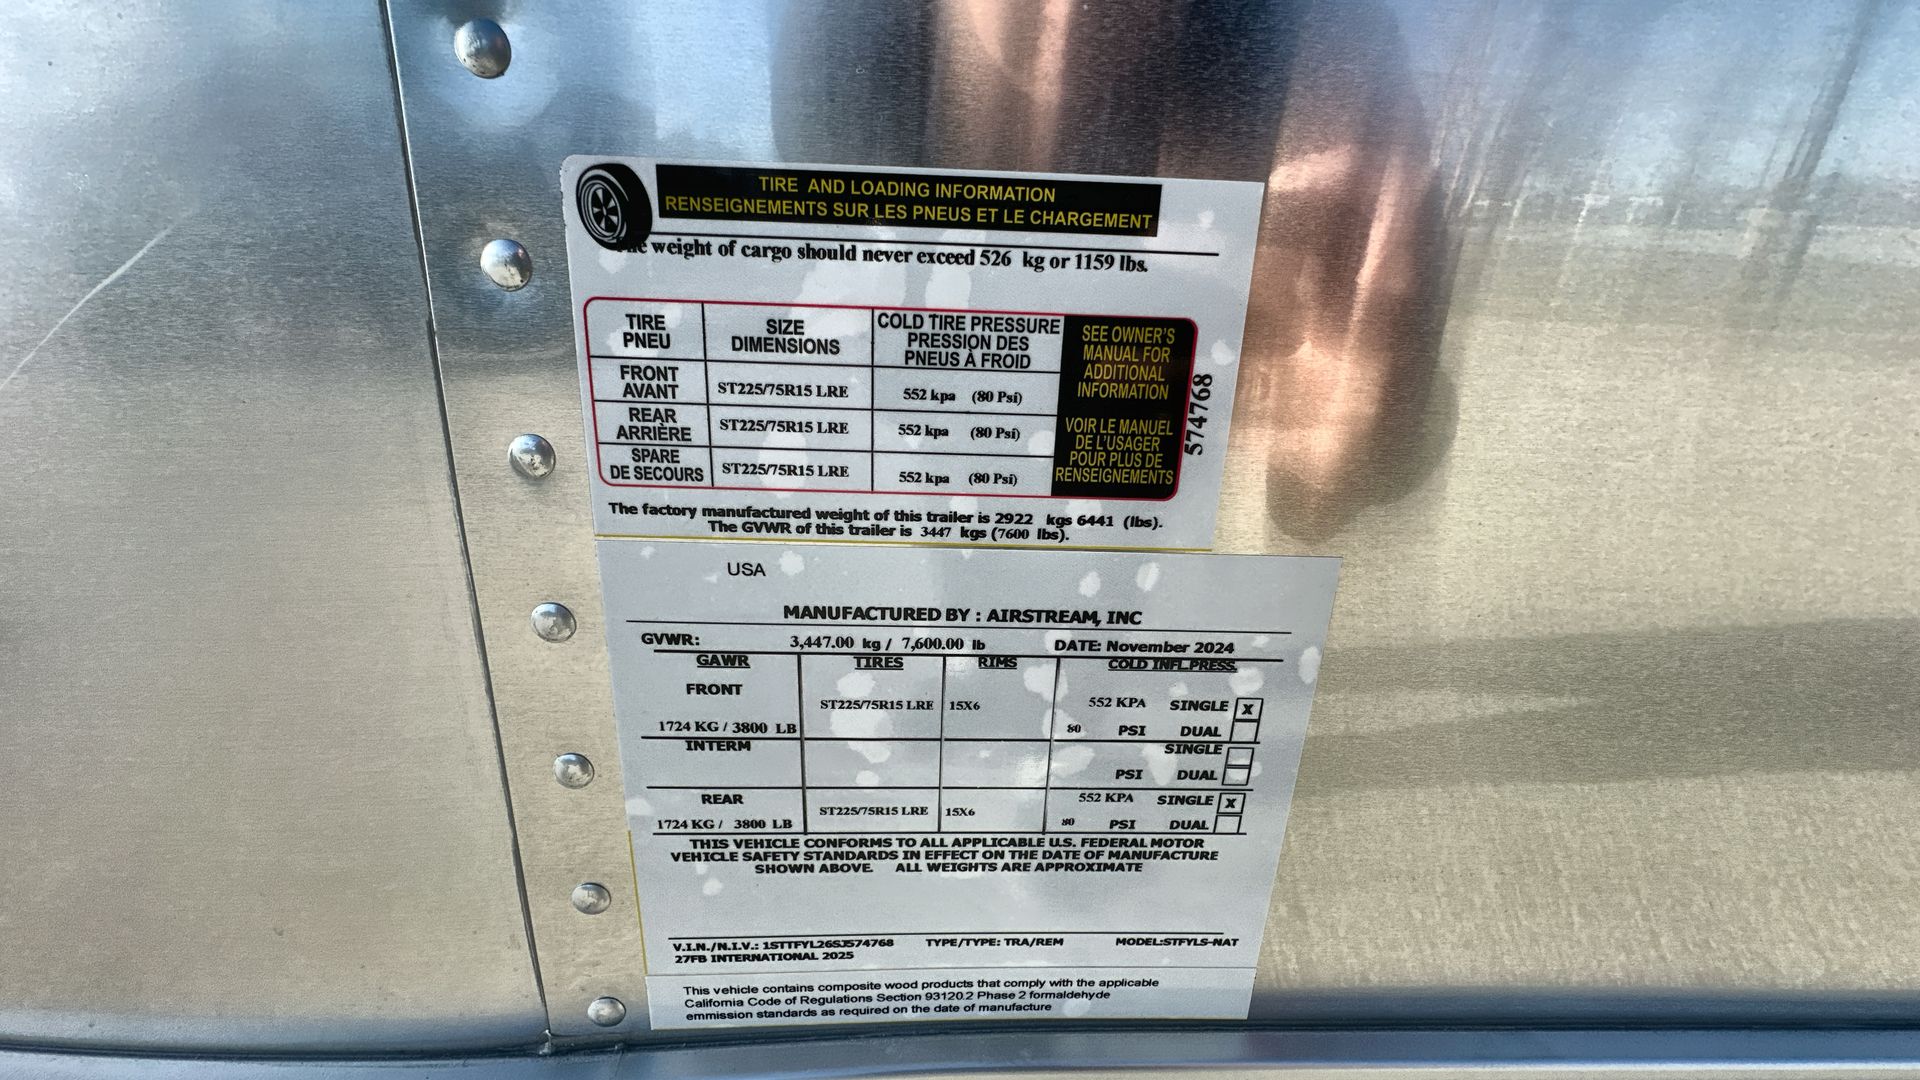 TIRE AND LOADING INFORMATION
RENSEIGNEMENTS SUR LES PNEUS ET LE CHARGEMENT
The weight of cargo should never exceed 526 kg or 1159 lbs.
TIRE SIZE COLD TIRE PRESSURE
PNEU DIMENSIONS PRESSION DES
PNEUS À FROID
FRONT
AVANT ST225/75R15 LRE 552 kpa (80 Psi)
REAR
ARRIÈRE ST225/75R15 LRE 552 kpa (80 Psi)
SPARE
DE SECOURS ST225/75R15 LRE 552 kpa (80 Psi)
SEE OWNER'S
MANUAL FOR
ADDITIONAL
INFORMATION
VOIR LE MANUEL
DE L'USAGER
POUR PLUS DE
RENSEIGNEMENTS
574768
The factory manufactured weight of this trailer is 2922 kgs 6441 (lbs).
The GVWR of this trailer is 3447 kgs (7600 lbs).
USA
MANUFACTURED BY : AIRSTREAM, INC
GVWR: 3,447.00 kg / 7,600.00 lb DATE: November 2024
GAWR TIRES RIMS COLD INFL.PRESS.
FRONT ST225/75R15 LRE 15X6 552 KPA SINGLE X
1724 KG / 3800 LB 80 PSI DUAL
INTERM SINGLE
PSI DUAL
REAR ST225/75R15 LRE 15X6 552 KPA SINGLE X
1724 KG / 3800 LB 80 PSI DUAL
THIS VEHICLE CONFORMS TO ALL APPLICABLE U.S. FEDERAL MOTOR
VEHICLE SAFETY STANDARDS IN EFFECT ON THE DATE OF MANUFACTURE
SHOWN ABOVE. ALL WEIGHTS ARE APPROXIMATE
V.I.N./N.I.V.: 1STTFYL26SJ574768 TYPE/TYPE: TRA/REM MODEL:STFYLS-NAT
27FB INTERNATIONAL 2025
This vehicle contains composite wood products that comply with the applicable
California Code of Regulations Section 93120.2 Phase 2 formaldehyde
emmission standards as required on the date of manufacture